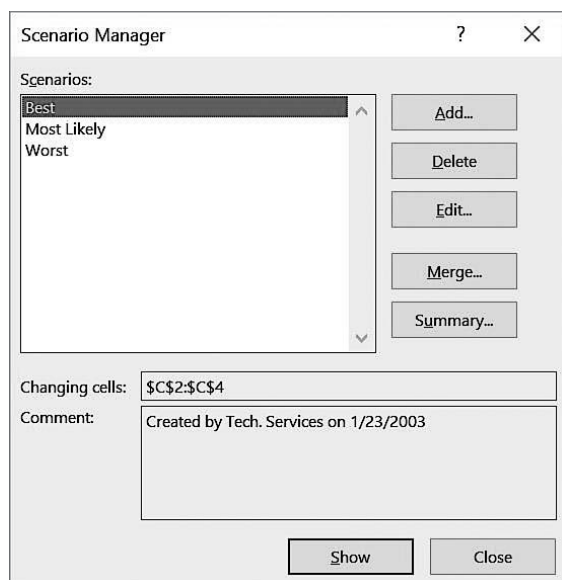 Scenario Manager ? ×
Scenarios:
Best
Most Likely
Worst
Add...
Delete
Edit...
Merge...
Summary...
Changing cells: $C$2:$C$4
Comment: Created by Tech. Services on 1/23/2003
Show Close